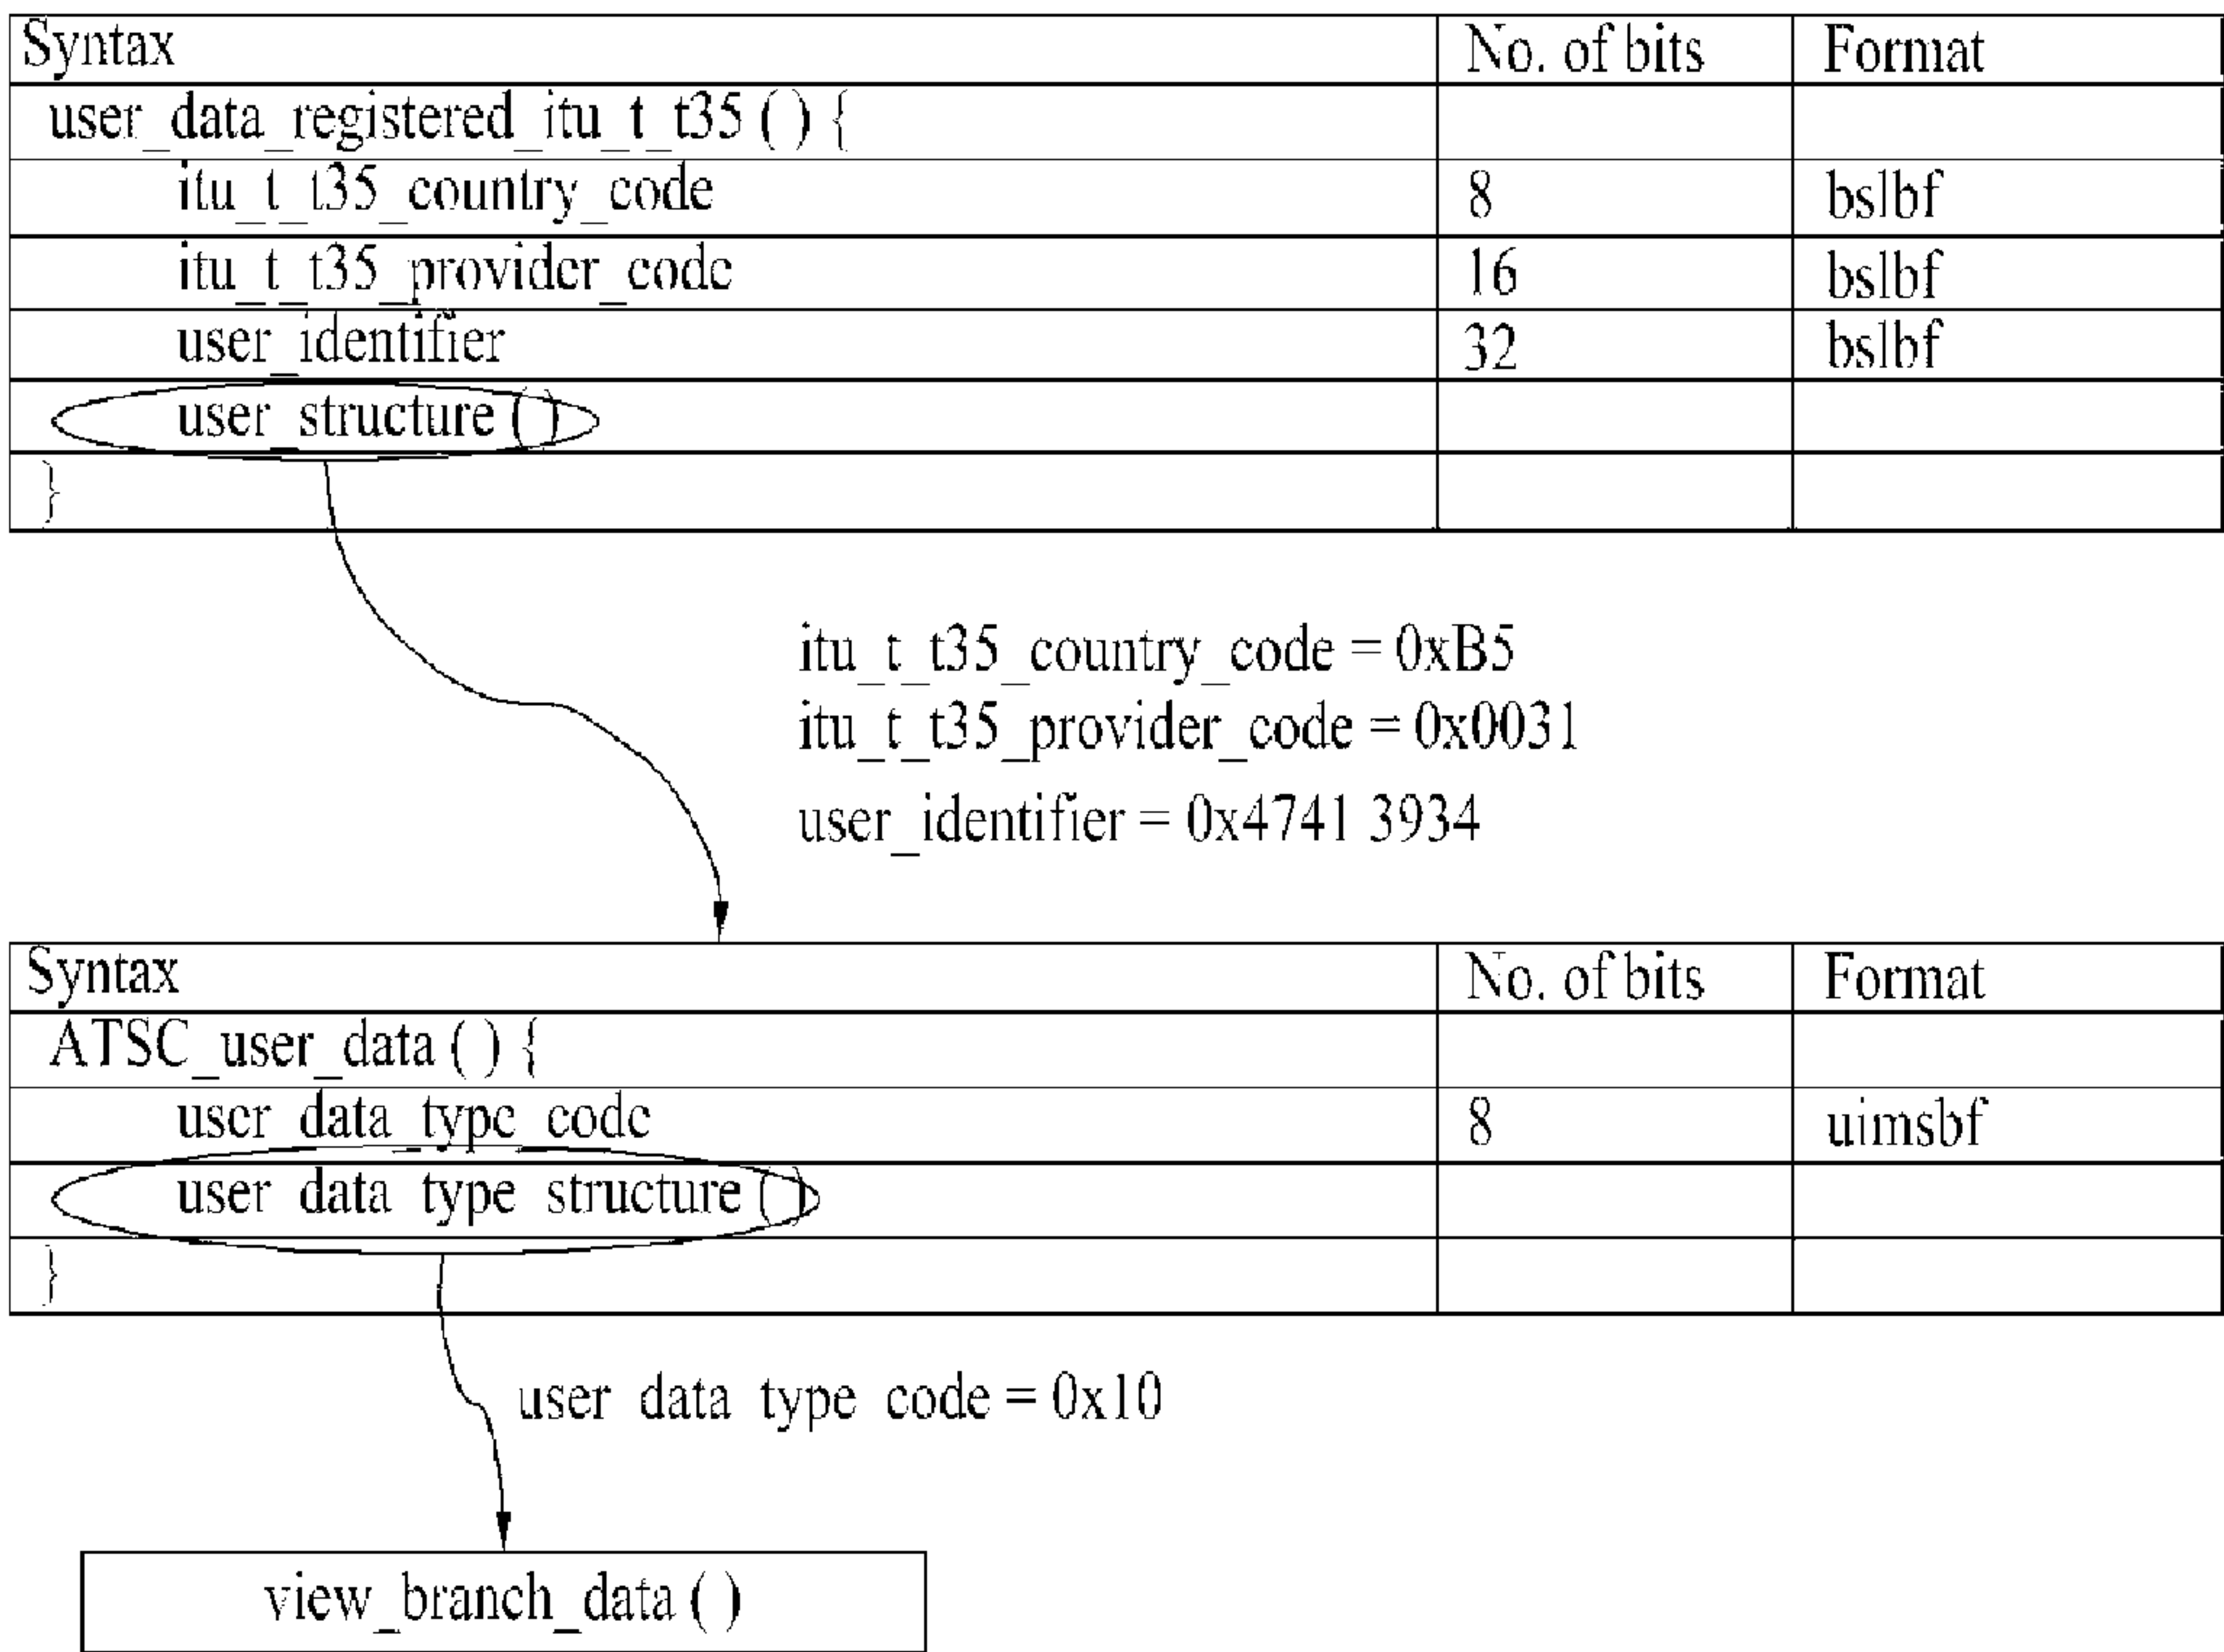 Syntax No. of bits Format
user_data_registered_itu_t_t35 ( ) {
itu_t_t35_country_code 8 bslbf
itu_t_t35_provider_code 16 bslbf
user_identifier 32 bslbf
user_structure ( )
}
itu_t_t35_country_code = 0xB5
itu_t_t35_provider_code = 0x0031
user_identifier = 0x4741 3934
Syntax No. of bits Format
ATSC_user_data ( ) {
user_data_type_code 8 uimsbf
user_data_type_structure ( )
}
user_data_type_code = 0x10
view_branch_data ( )